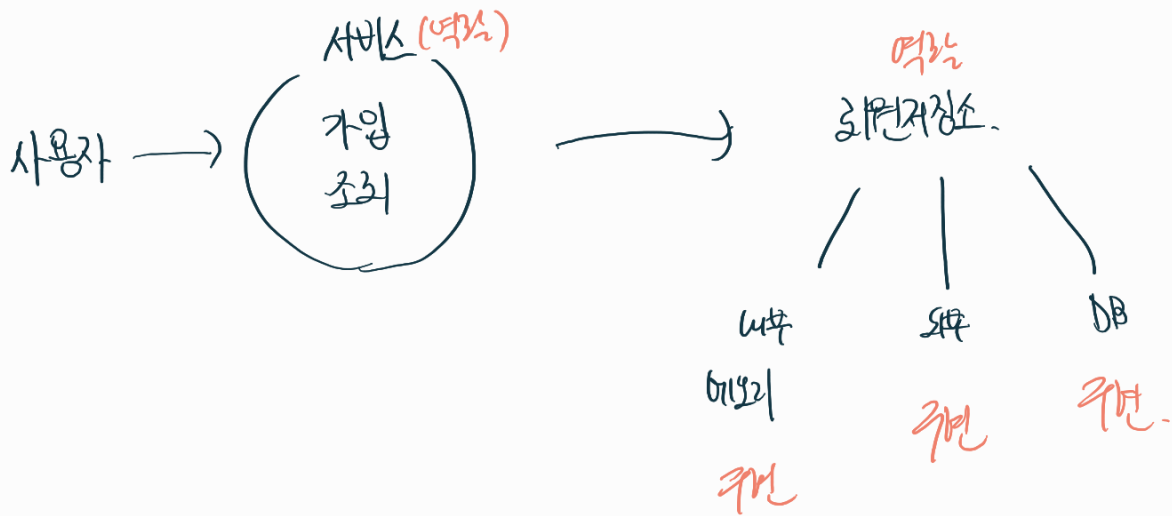 서비스 (역할)
사용자
가입
조회
역할
회원저장소.
내부
메모리
구현
외부
구현
DB
구현.